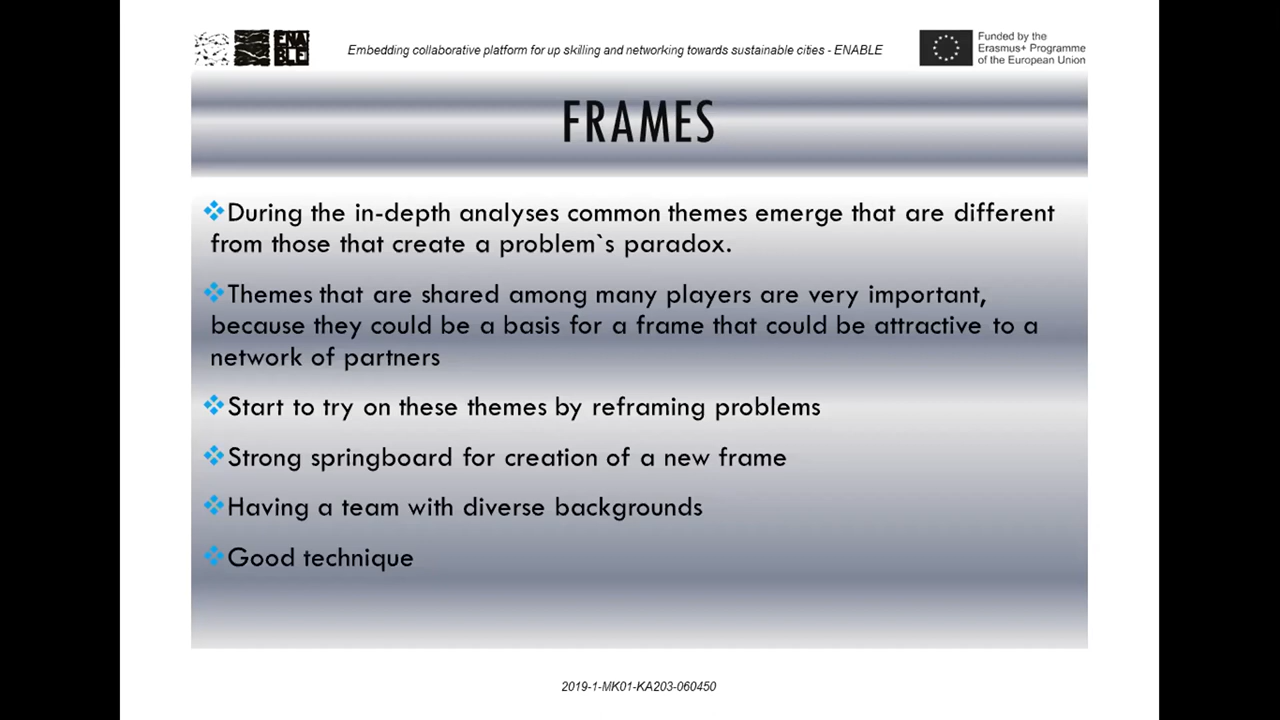 ENA
BLE
Embedding collaborative platform for up skilling and networking towards sustainable cities - ENABLE
Funded by the
Erasmus+ Programme
of the European Union
FRAMES
During the in-depth analyses common themes emerge that are different
from those that create a problem`s paradox.
Themes that are shared among many players are very important,
because they could be a basis for a frame that could be attractive to a
network of partners
Start to try on these themes by reframing problems
Strong springboard for creation of a new frame
Having a team with diverse backgrounds
Good technique
2019-1-MK01-KA203-060450